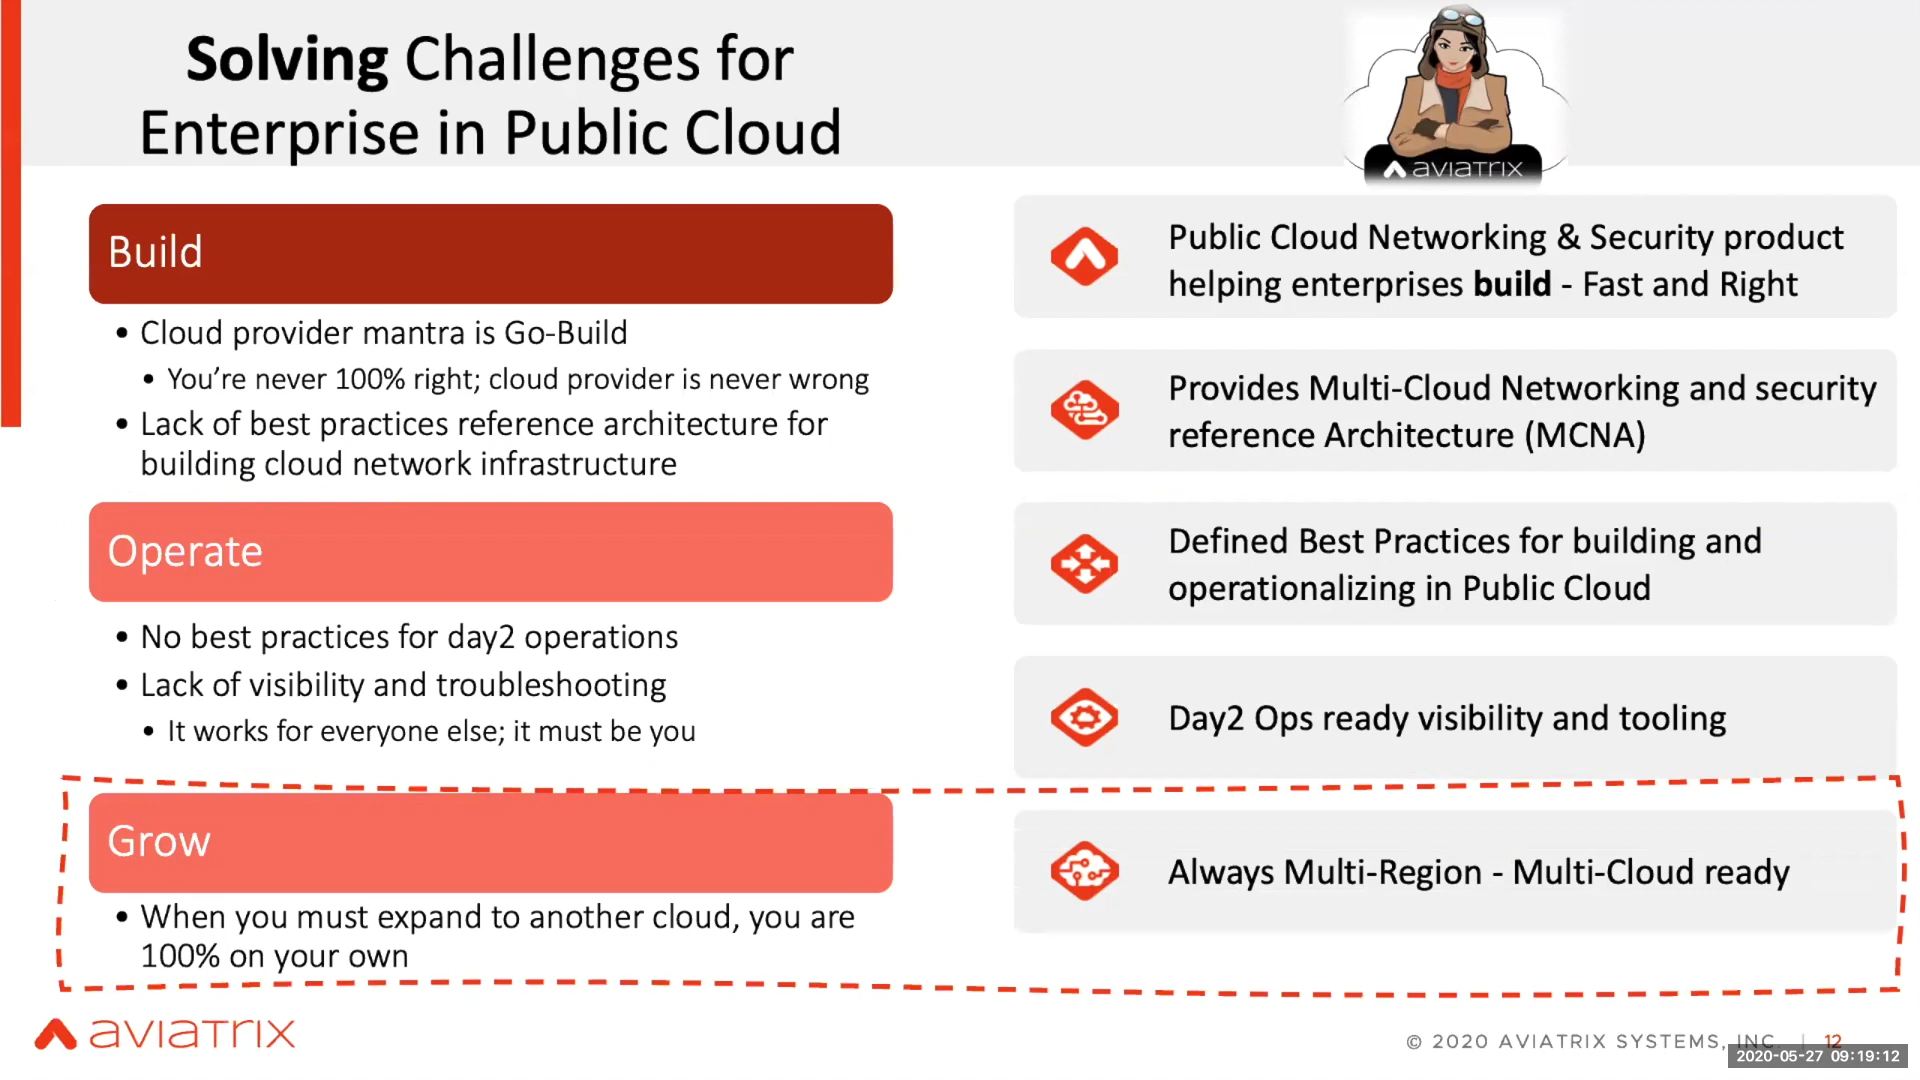 Solving Challenges for
Enterprise in Public Cloud
AVIATRIX
Build
• Cloud provider mantra is Go-Build
• You're never 100% right; cloud provider is never wrong
• Lack of best practices reference architecture for
building cloud network infrastructure
Operate
• No best practices for day2 operations
• Lack of visibility and troubleshooting
• It works for everyone else; it must be you
Grow
• When you must expand to another cloud, you are
100% on your own
Public Cloud Networking & Security product
helping enterprises build - Fast and Right
Provides Multi-Cloud Networking and security
reference Architecture (MCNA)
Defined Best Practices for building and
operationalizing in Public Cloud
Day2 Ops ready visibility and tooling
Always Multi-Region - Multi-Cloud ready
AVIATRIX
© 2020 AVIATRIX SYSTEMS, INC. | 12
2020-05-27 09:19:12